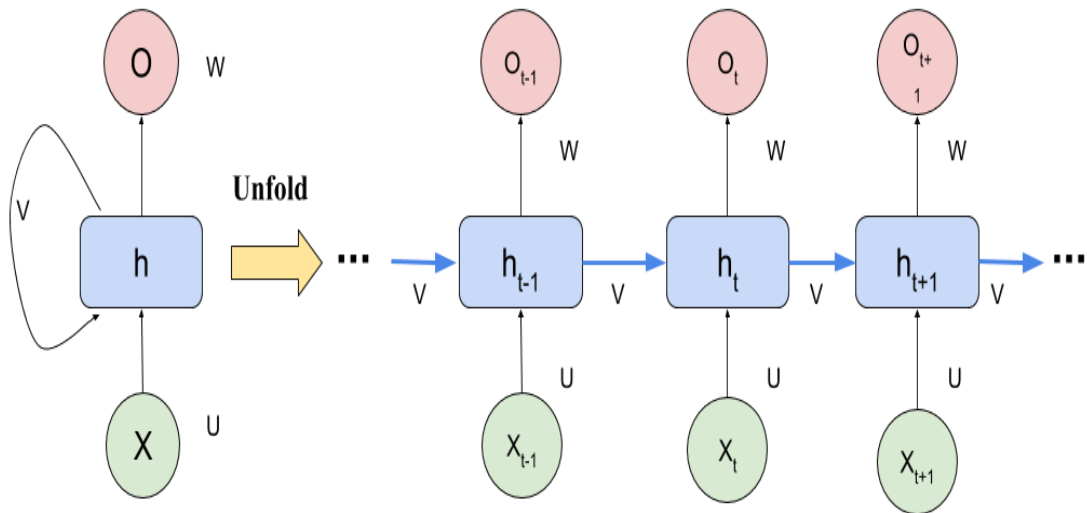 O
W
V
h
X
U
Unfold
...
V
O t-1
W
h t-1
V
U
X t-1
O t
W
h t
V
U
X t
O t+
1
W
h t+1
V
U
X t+1
...